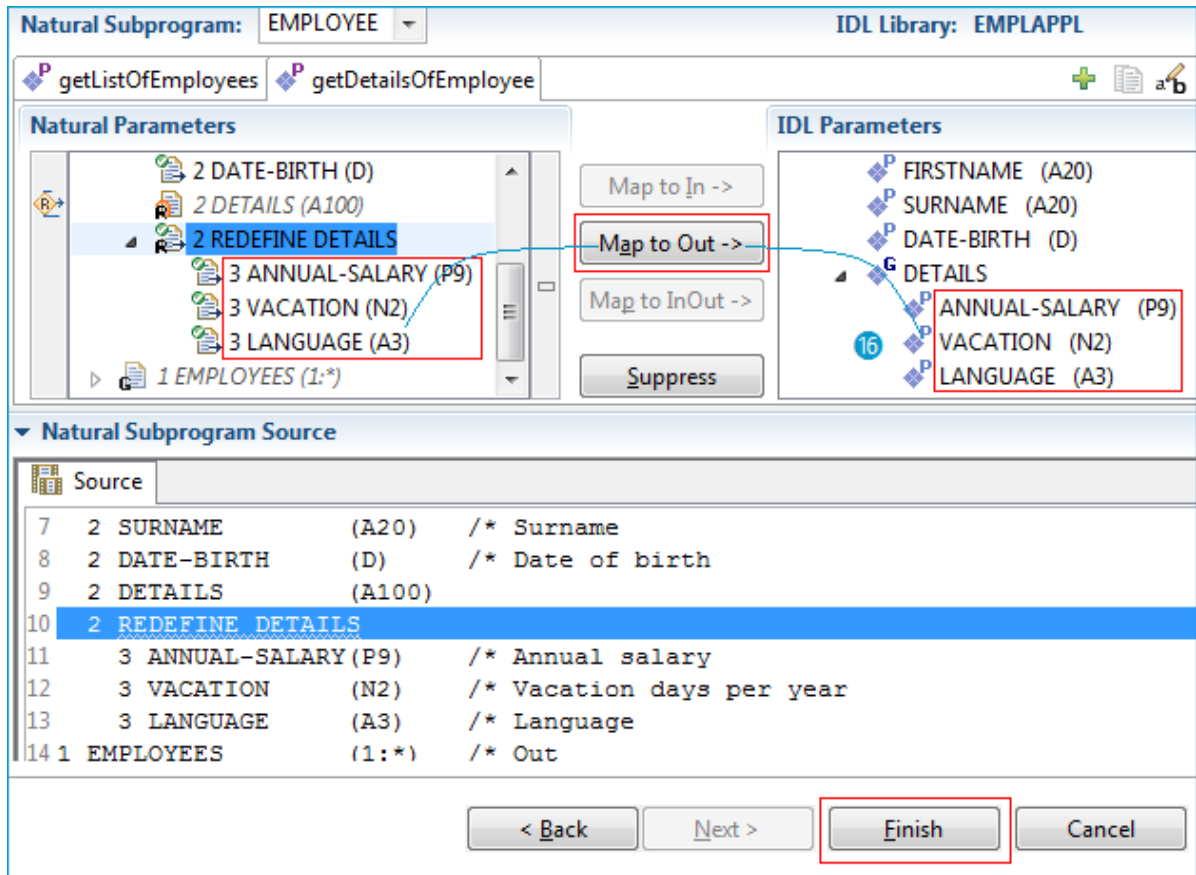 Natural Subprogram: EMPLOYEE IDL Library: EMPLAPPL
getListOfEmployees getDetailsOfEmployee
Natural Parameters
2 DATE-BIRTH (D)
2 DETAILS (A100)
2 REDEFINE DETAILS
3 ANNUAL-SALARY (P9)
3 VACATION (N2)
3 LANGUAGE (A3)
1 EMPLOYEES (1:*)
Map to In ->
Map to Out ->
Map to InOut ->
Suppress
IDL Parameters
FIRSTNAME (A20)
SURNAME (A20)
DATE-BIRTH (D)
DETAILS
ANNUAL-SALARY (P9)
16 VACATION (N2)
LANGUAGE (A3)
Natural Subprogram Source
Source
7 2 SURNAME (A20) /* Surname
8 2 DATE-BIRTH (D) /* Date of birth
9 2 DETAILS (A100)
10 2 REDEFINE DETAILS
11 3 ANNUAL-SALARY(P9) /* Annual salary
12 3 VACATION (N2) /* Vacation days per year
13 3 LANGUAGE (A3) /* Language
14 1 EMPLOYEES (1:*) /* Out
< Back Next > Finish Cancel